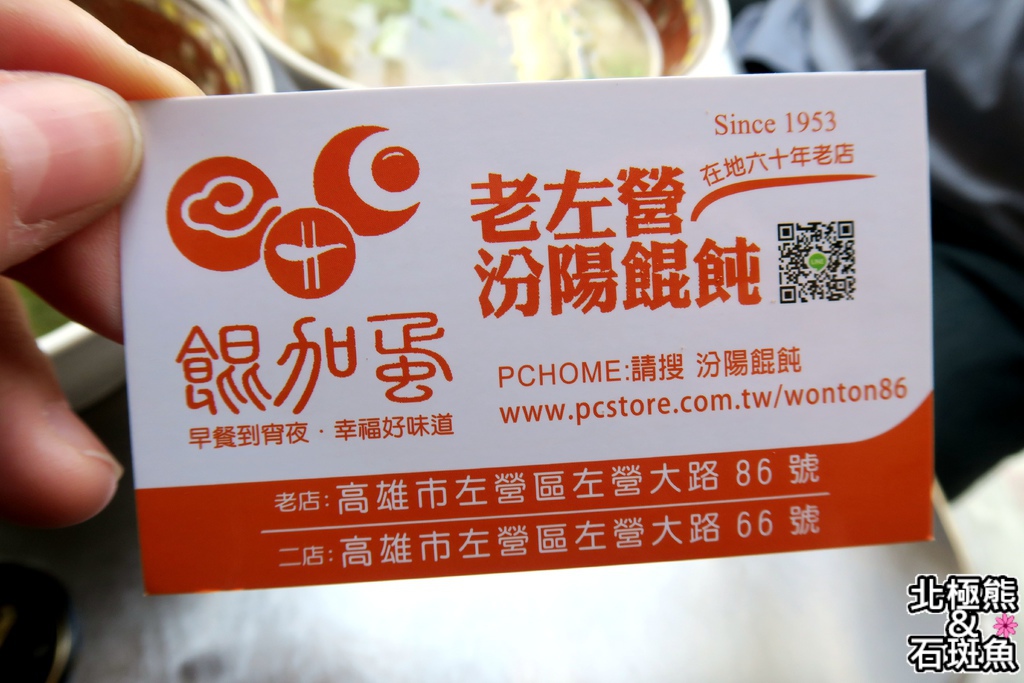 Since 1953
在地六十年老店
老左營
汾陽餛飩
LINE
餛加蛋
早餐到宵夜‧幸福好味道
PCHOME:請搜 汾陽餛飩
www.pcstore.com.tw/wonton86
老店:高雄市左營區左營大路 86 號
二店:高雄市左營區左營大路 66 號
北極熊
&
石斑魚